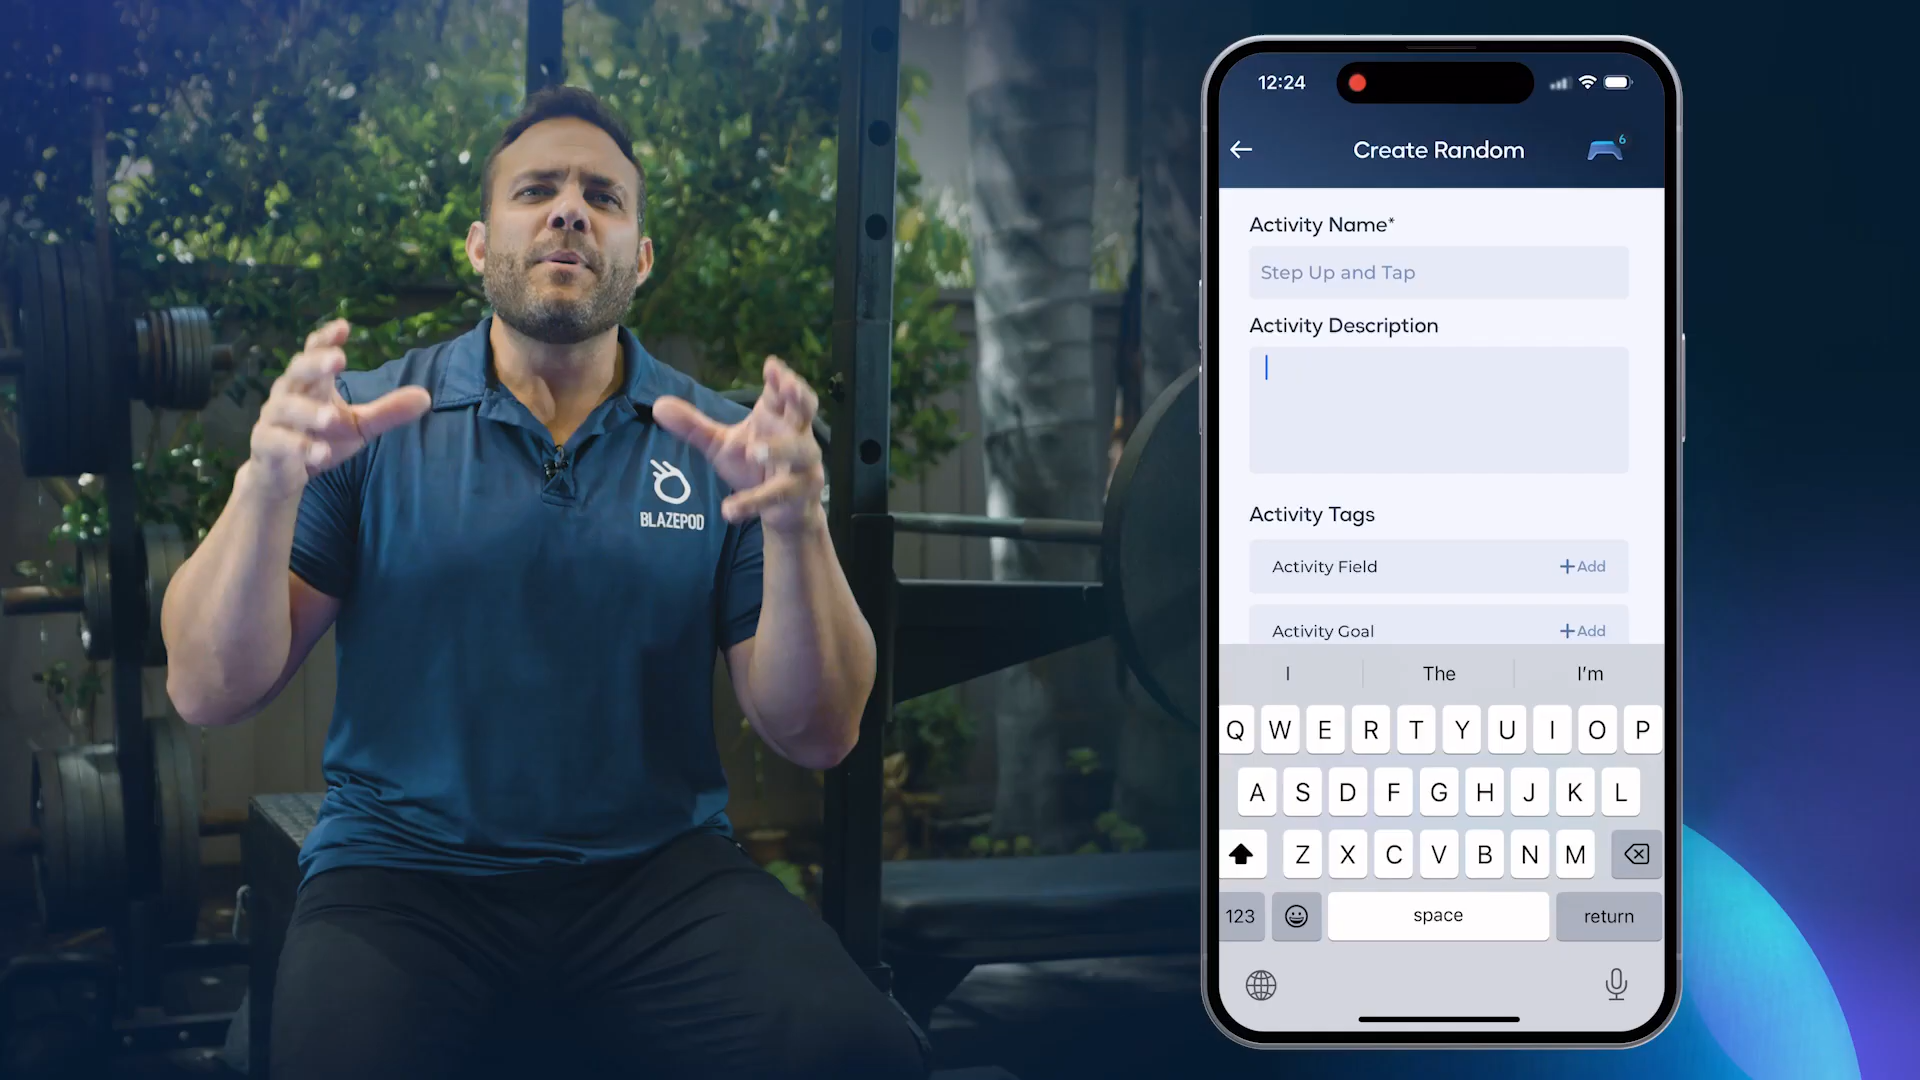 BLAZEPOD
12:24
Create Random
6
Activity Name*
Step Up and Tap
Activity Description
Activity Tags
Activity Field
+Add
Activity Goal
+Add
I The I'm
Q W E R T Y U I O P
A S D F G H J K L
Z X C V B N M
123 space return